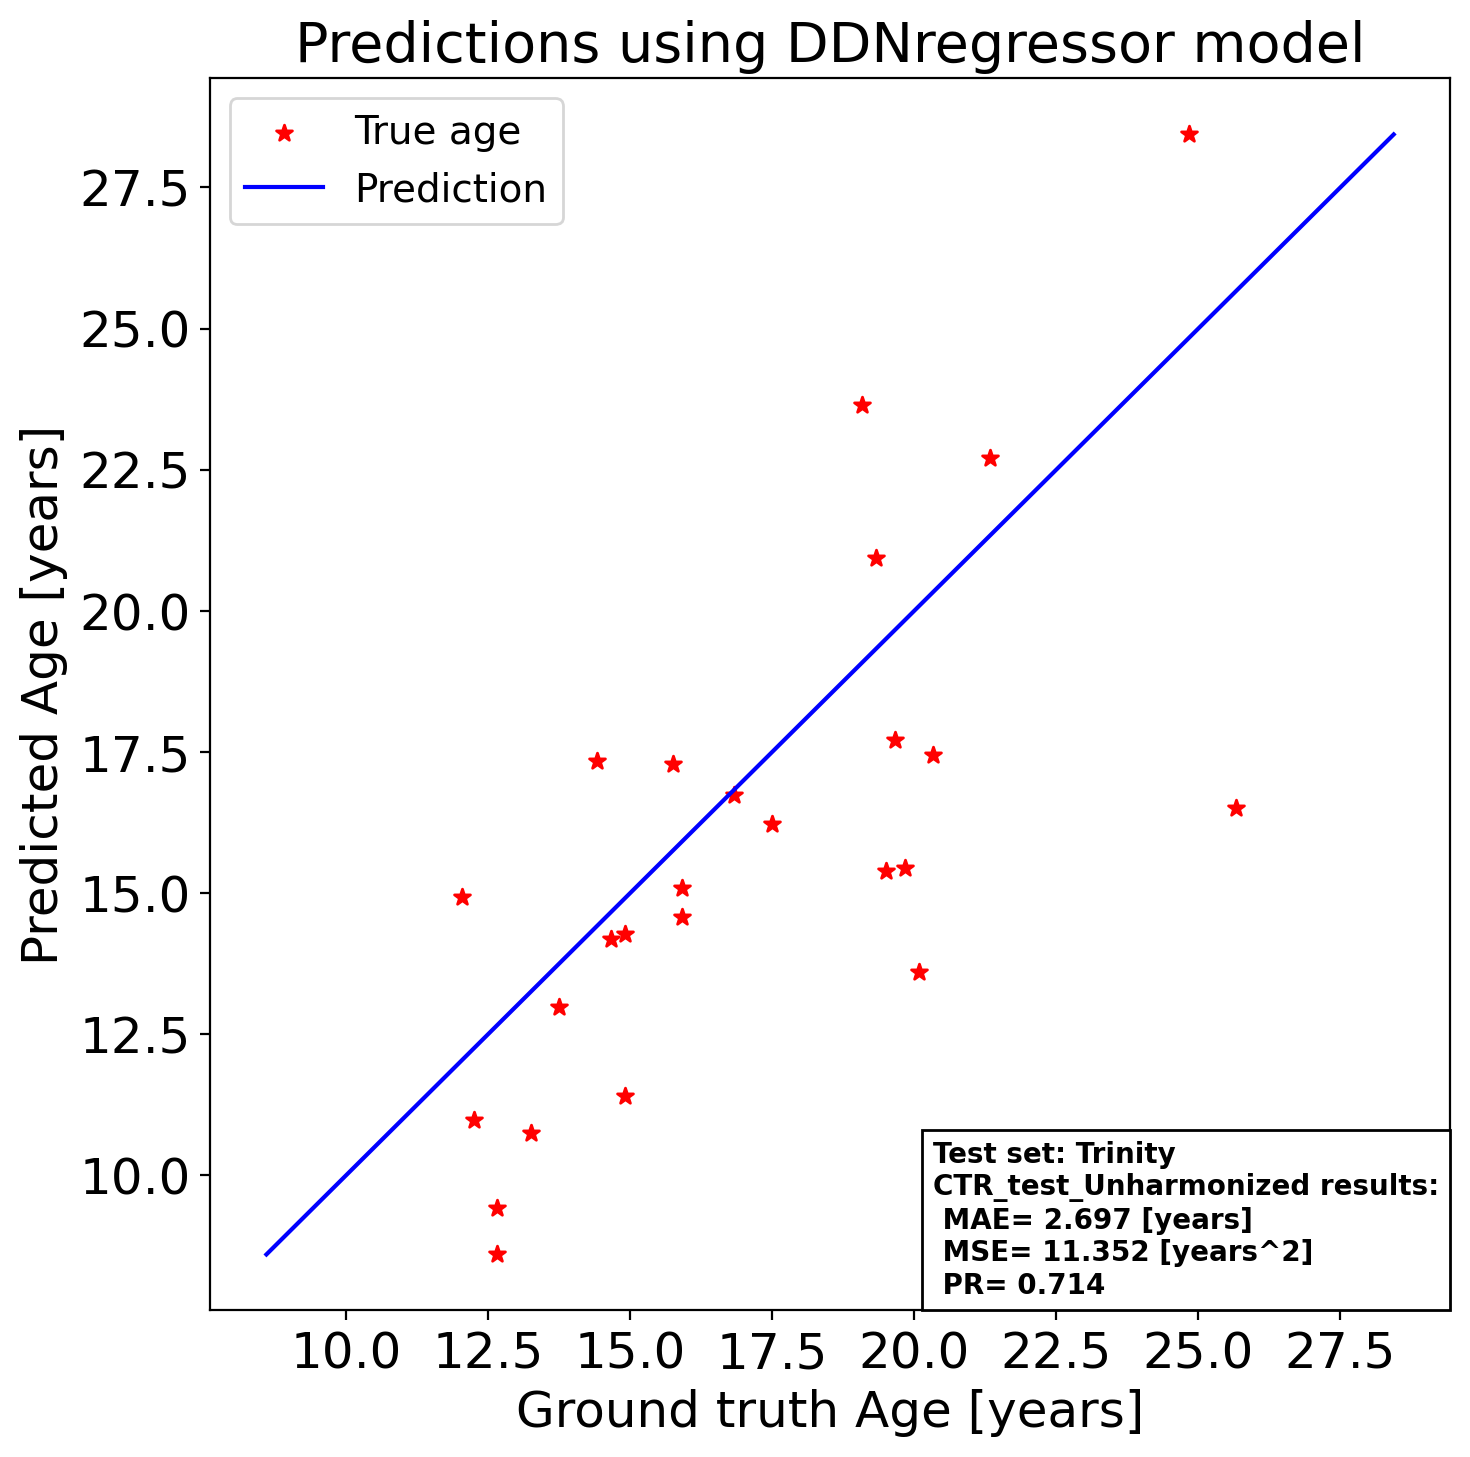 Predictions using DDNregressor model
True age
Prediction
27.5
25.0
22.5
20.0
17.5
15.0
12.5
10.0
Predicted Age [years]
Test set: Trinity
CTR_test_Unharmonized results:
MAE= 2.697 [years]
MSE= 11.352 [years^2]
PR= 0.714
10.0 12.5 15.0 17.5 20.0 22.5 25.0 27.5
Ground truth Age [years]